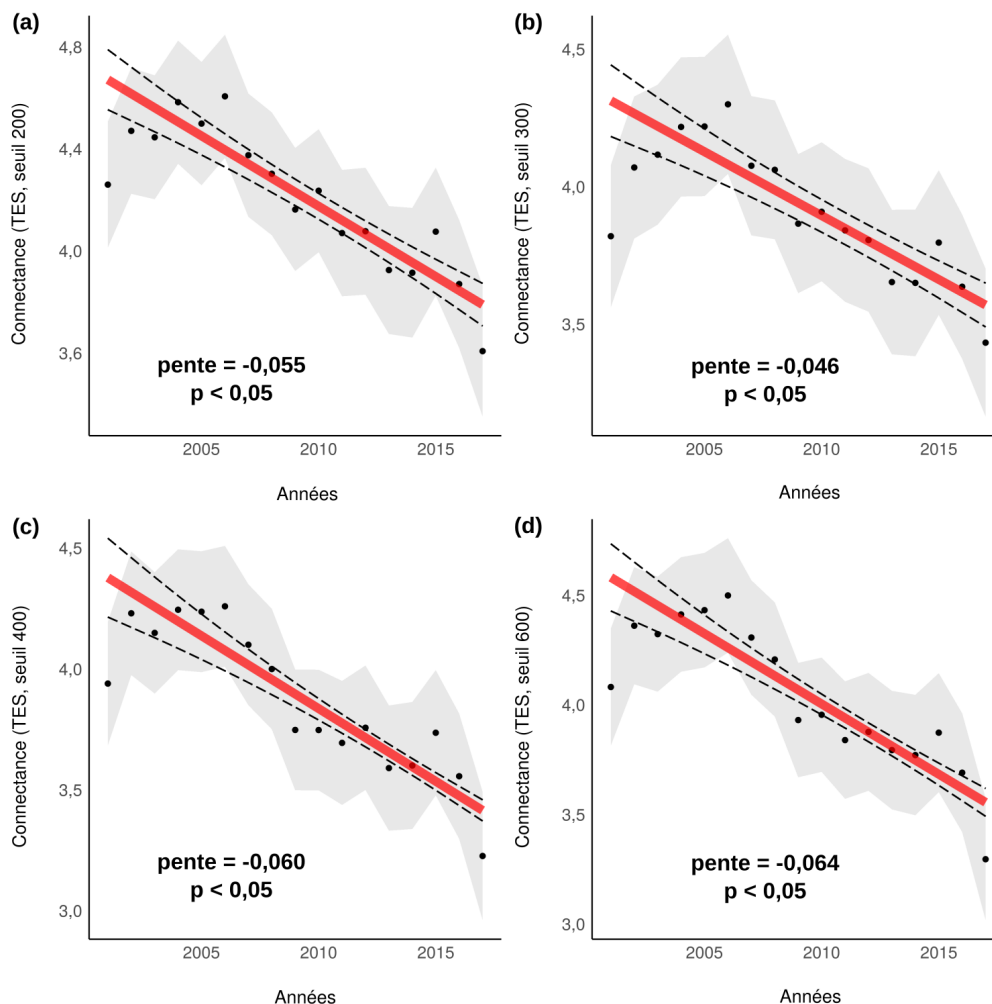 (a)
Connectance (TES, seuil 200)
4,8
4,4
4,0
3,6
pente = -0,055
p < 0,05
2005 2010 2015
Années
(b)
Connectance (TES, seuil 300)
4,5
4,0
3,5
pente = -0,046
p < 0,05
2005 2010 2015
Années
(c)
Connectance (TES, seuil 400)
4,5
4,0
3,5
3,0
pente = -0,060
p < 0,05
2005 2010 2015
Années
(d)
Connectance (TES, seuil 600)
4,5
4,0
3,5
3,0
pente = -0,064
p < 0,05
2005 2010 2015
Années